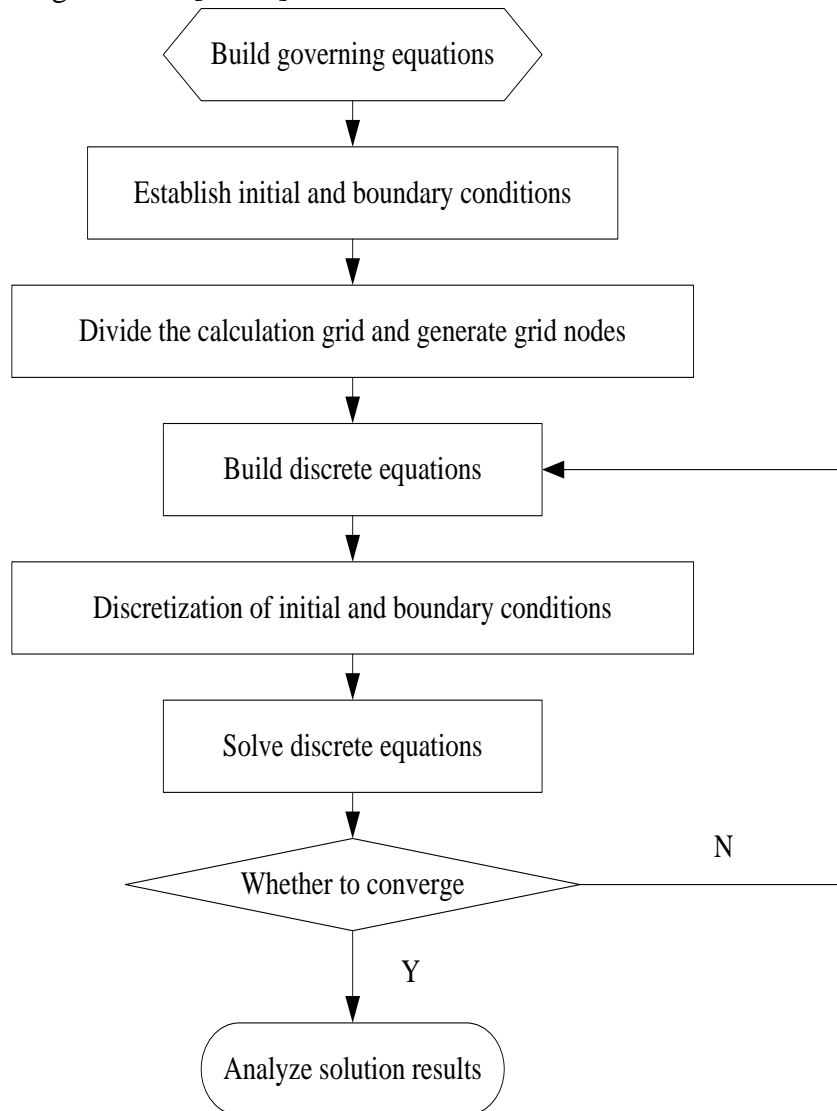 Build governing equations
Establish initial and boundary conditions
Divide the calculation grid and generate grid nodes
Build discrete equations
Discretization of initial and boundary conditions
Solve discrete equations
Whether to converge
N
Y
Analyze solution results